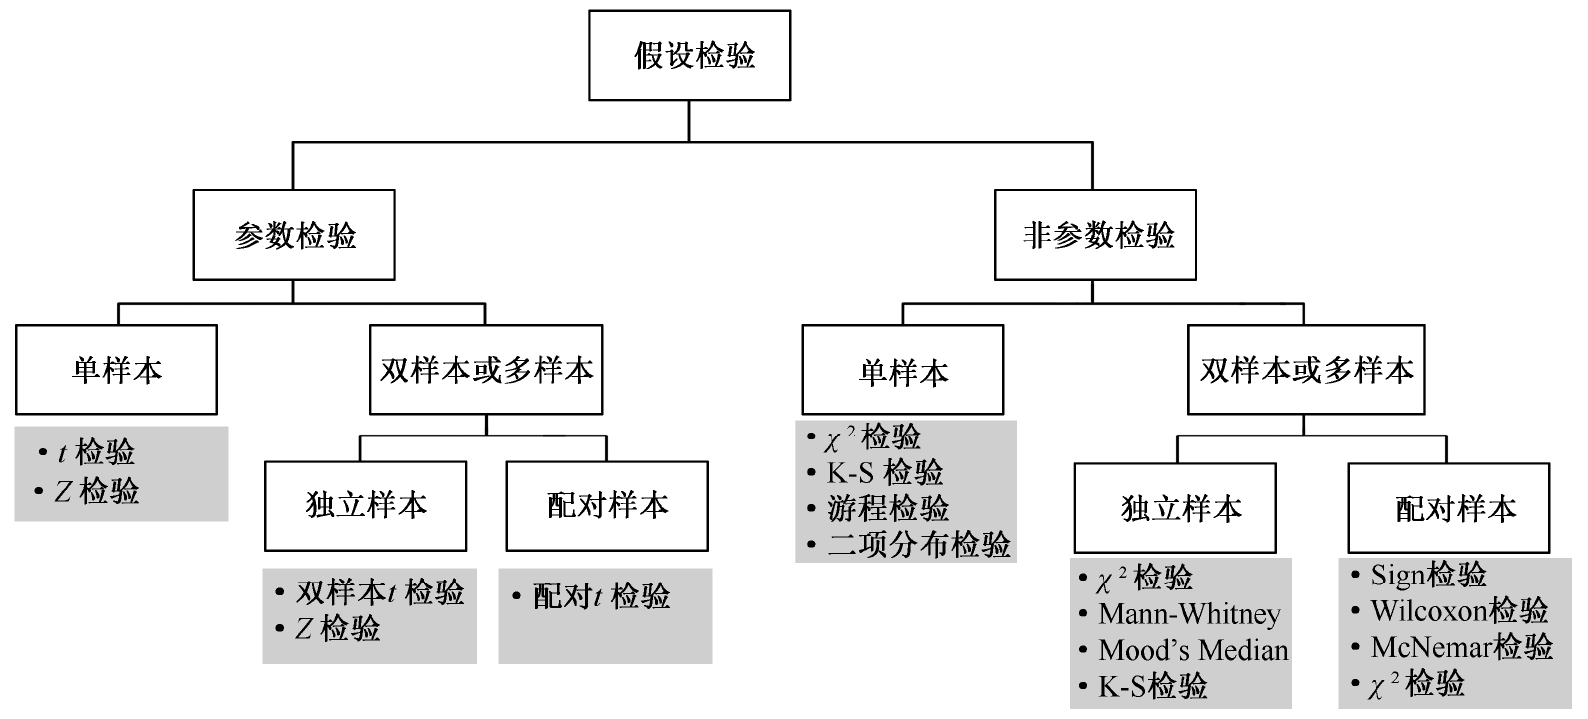 假设检验
参数检验
非参数检验
单样本
双样本或多样本
单样本
双样本或多样本
• t 检验
• Z 检验
独立样本
配对样本
• χ² 检验
• K-S 检验
• 游程检验
• 二项分布检验
独立样本
配对样本
• 双样本t 检验
• Z 检验
• 配对t 检验
• χ² 检验
• Mann-Whitney
• Mood's Median
• K-S检验
• Sign检验
• Wilcoxon检验
• McNemar检验
• χ² 检验